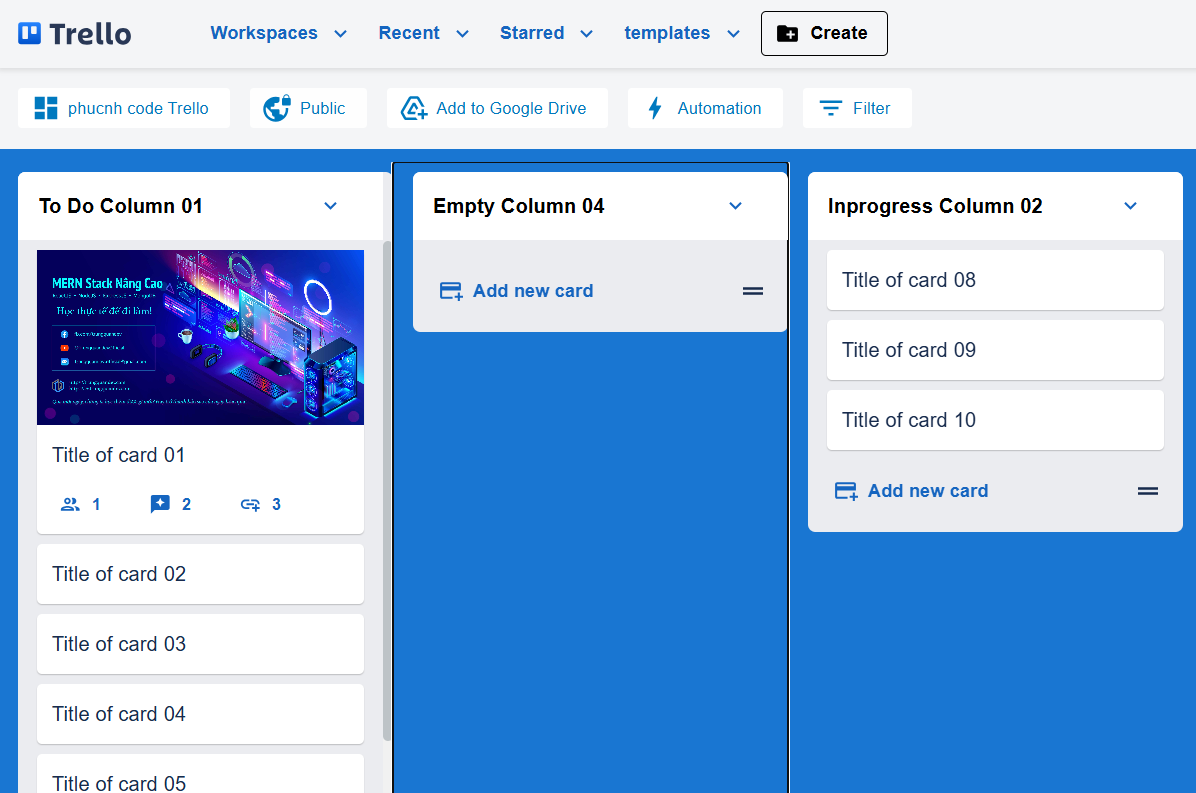 Trello
Workspaces
Recent
Starred
templates
Create
phucnh code Trello
Public
Add to Google Drive
Automation
Filter
To Do Column 01
MERN Stack Nâng Cao
Học thực tế để đi làm!
Title of card 01
1
2
3
Title of card 02
Title of card 03
Title of card 04
Title of card 05
Empty Column 04
Add new card
Inprogress Column 02
Title of card 08
Title of card 09
Title of card 10
Add new card